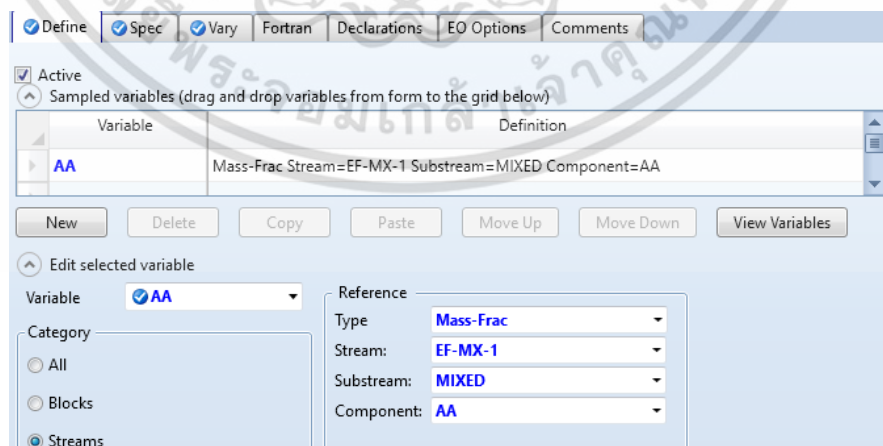 Define Spec Vary Fortran Declarations EO Options Comments
Active
Sampled variables (drag and drop variables from form to the grid below)
Variable Definition
AA Mass-Frac Stream=EF-MX-1 Substream=MIXED Component=AA
New Delete Copy Paste Move Up Move Down View Variables
Edit selected variable
Variable AA
Reference
Type Mass-Frac
Category
Stream: EF-MX-1
All
Substream: MIXED
Blocks
Component: AA
Streams